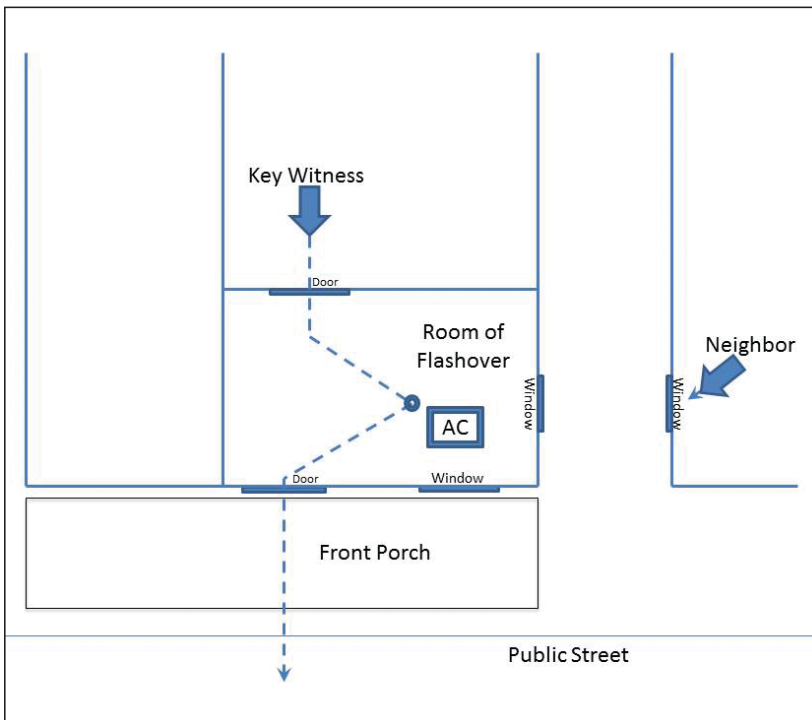 Key Witness
Door
Room of
Flashover
Neighbor
Window
Window
AC
Door
Window
Front Porch
Public Street